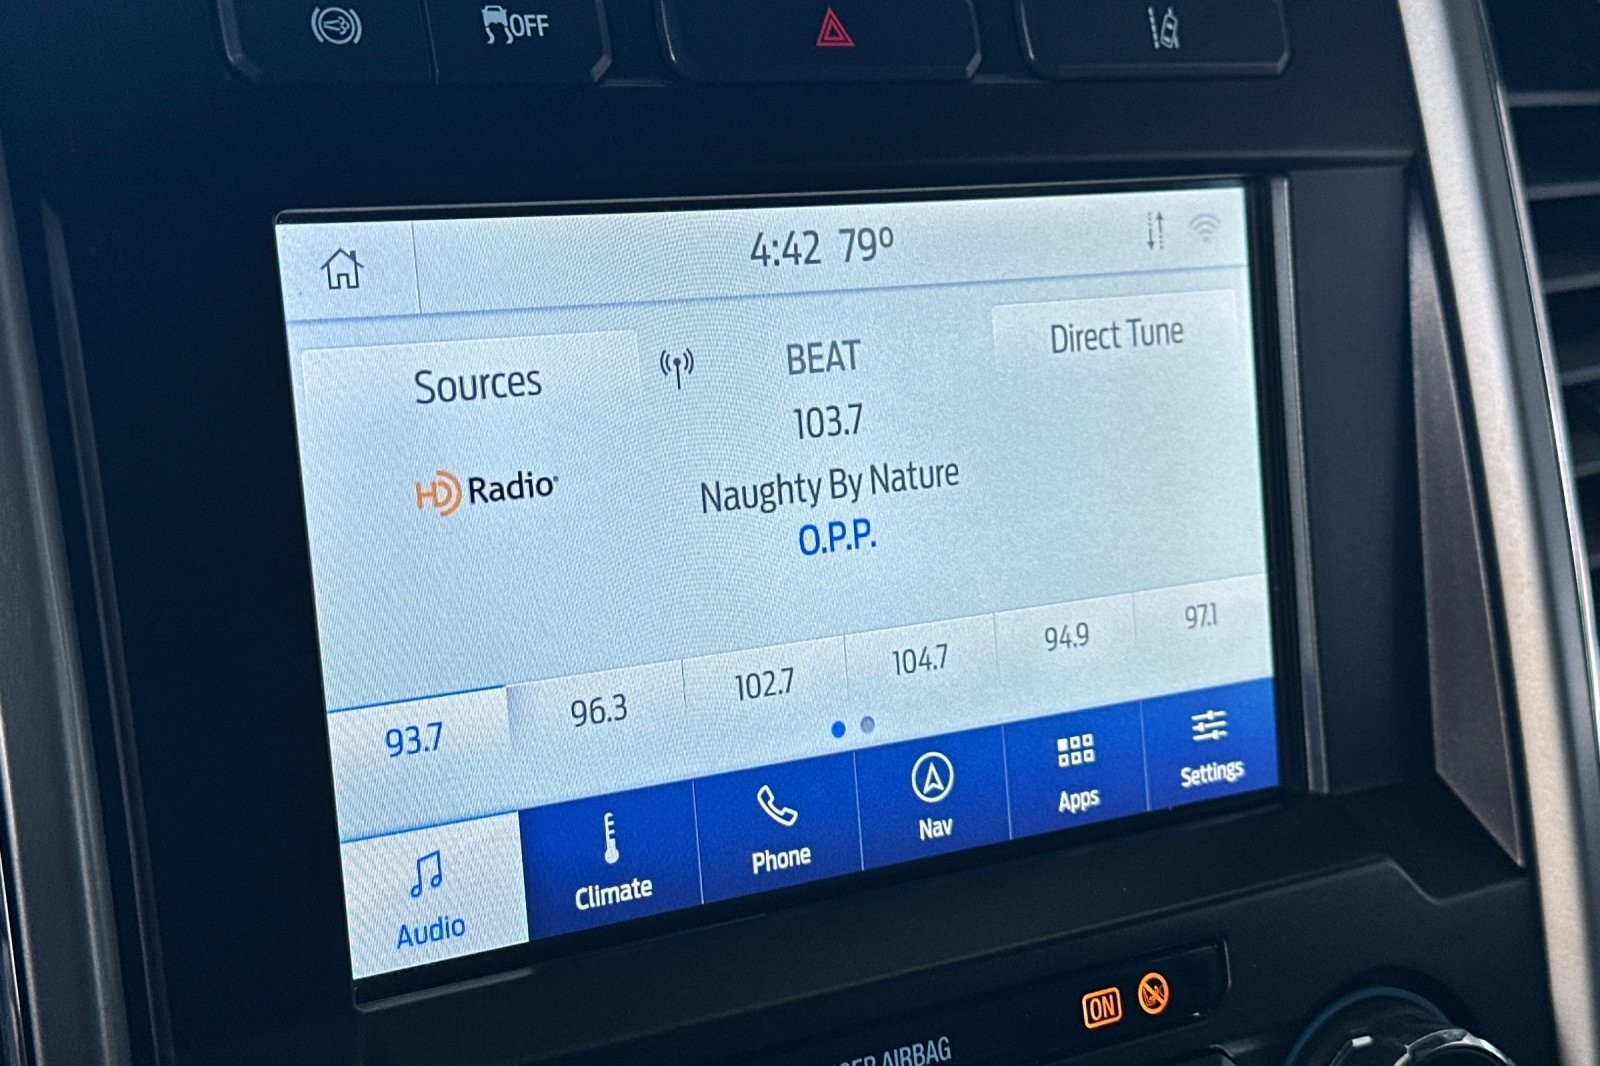 OFF
4:42 79º
Sources
BEAT
Direct Tune
103.7
HD Radio
Naughty By Nature
O.P.P.
93.7
96.3
102.7
104.7
94.9
97.1
Audio
Climate
Phone
Nav
Apps
Settings
ON
AIRBAG